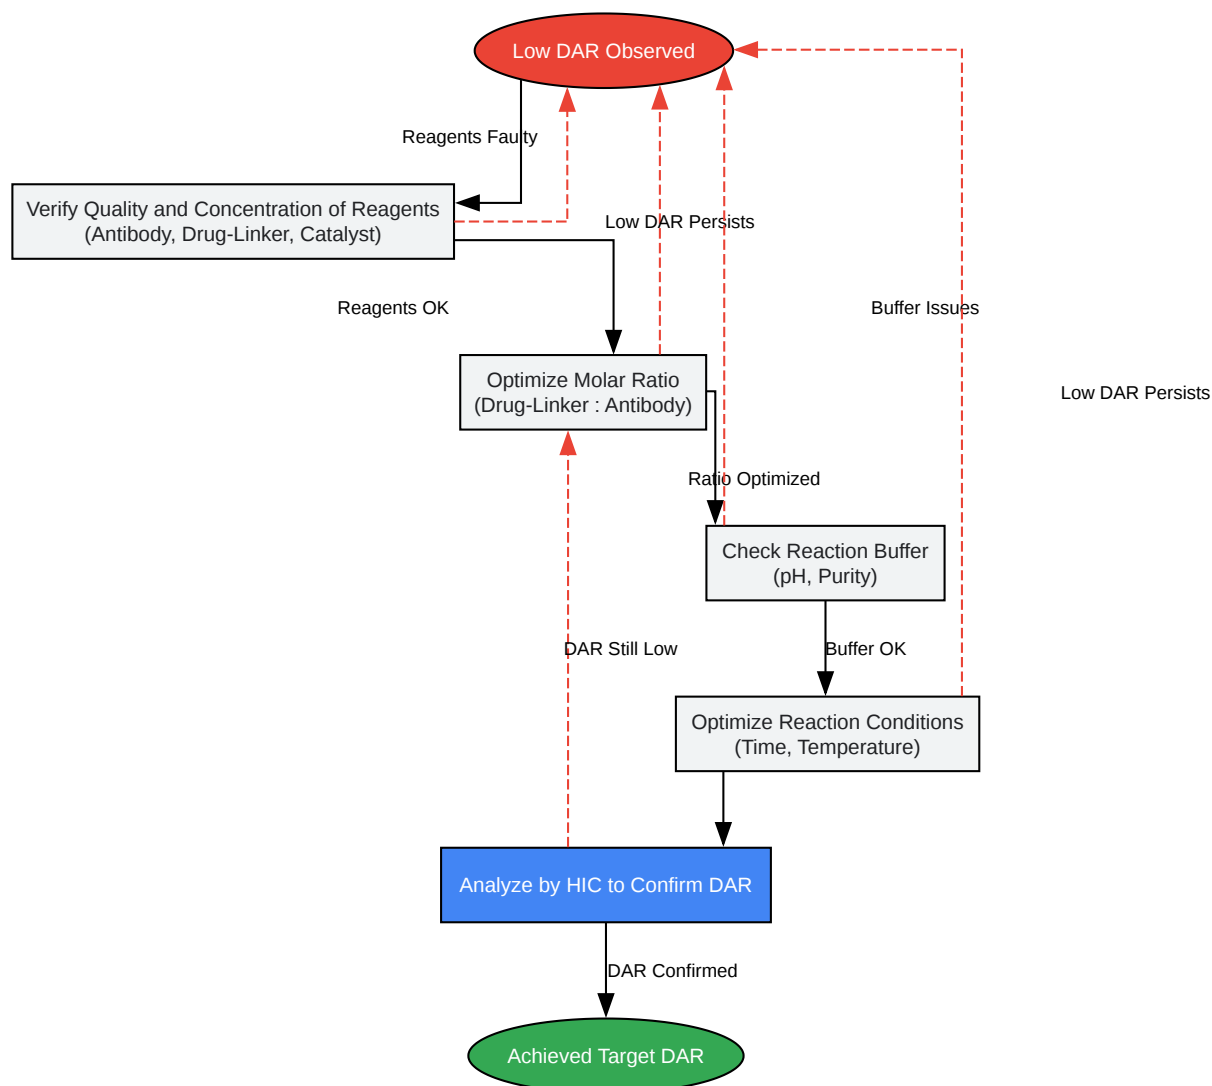 Low DAR Observed
Reagents Faulty
Verify Quality and Concentration of Reagents
(Antibody, Drug-Linker, Catalyst)
Low DAR Persists
Reagents OK
Buffer Issues
Optimize Molar Ratio
(Drug-Linker : Antibody)
Low DAR Persists
Ratio Optimized
Check Reaction Buffer
(pH, Purity)
DAR Still Low
Buffer OK
Optimize Reaction Conditions
(Time, Temperature)
Analyze by HIC to Confirm DAR
DAR Confirmed
Achieved Target DAR